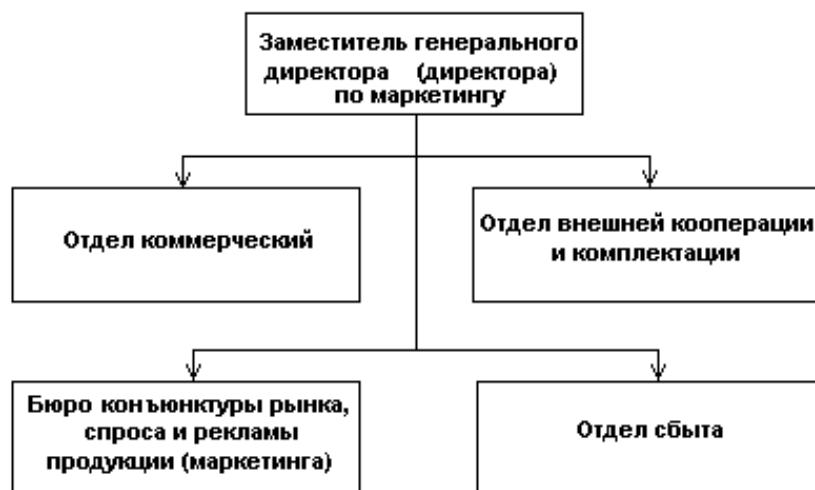 Заместитель генерального
директора (директора)
по маркетингу
Отдел коммерческий
Отдел внешней кооперации
и комплектации
Бюро конъюнктуры рынка,
спроса и рекламы
продукции (маркетинга)
Отдел сбыта